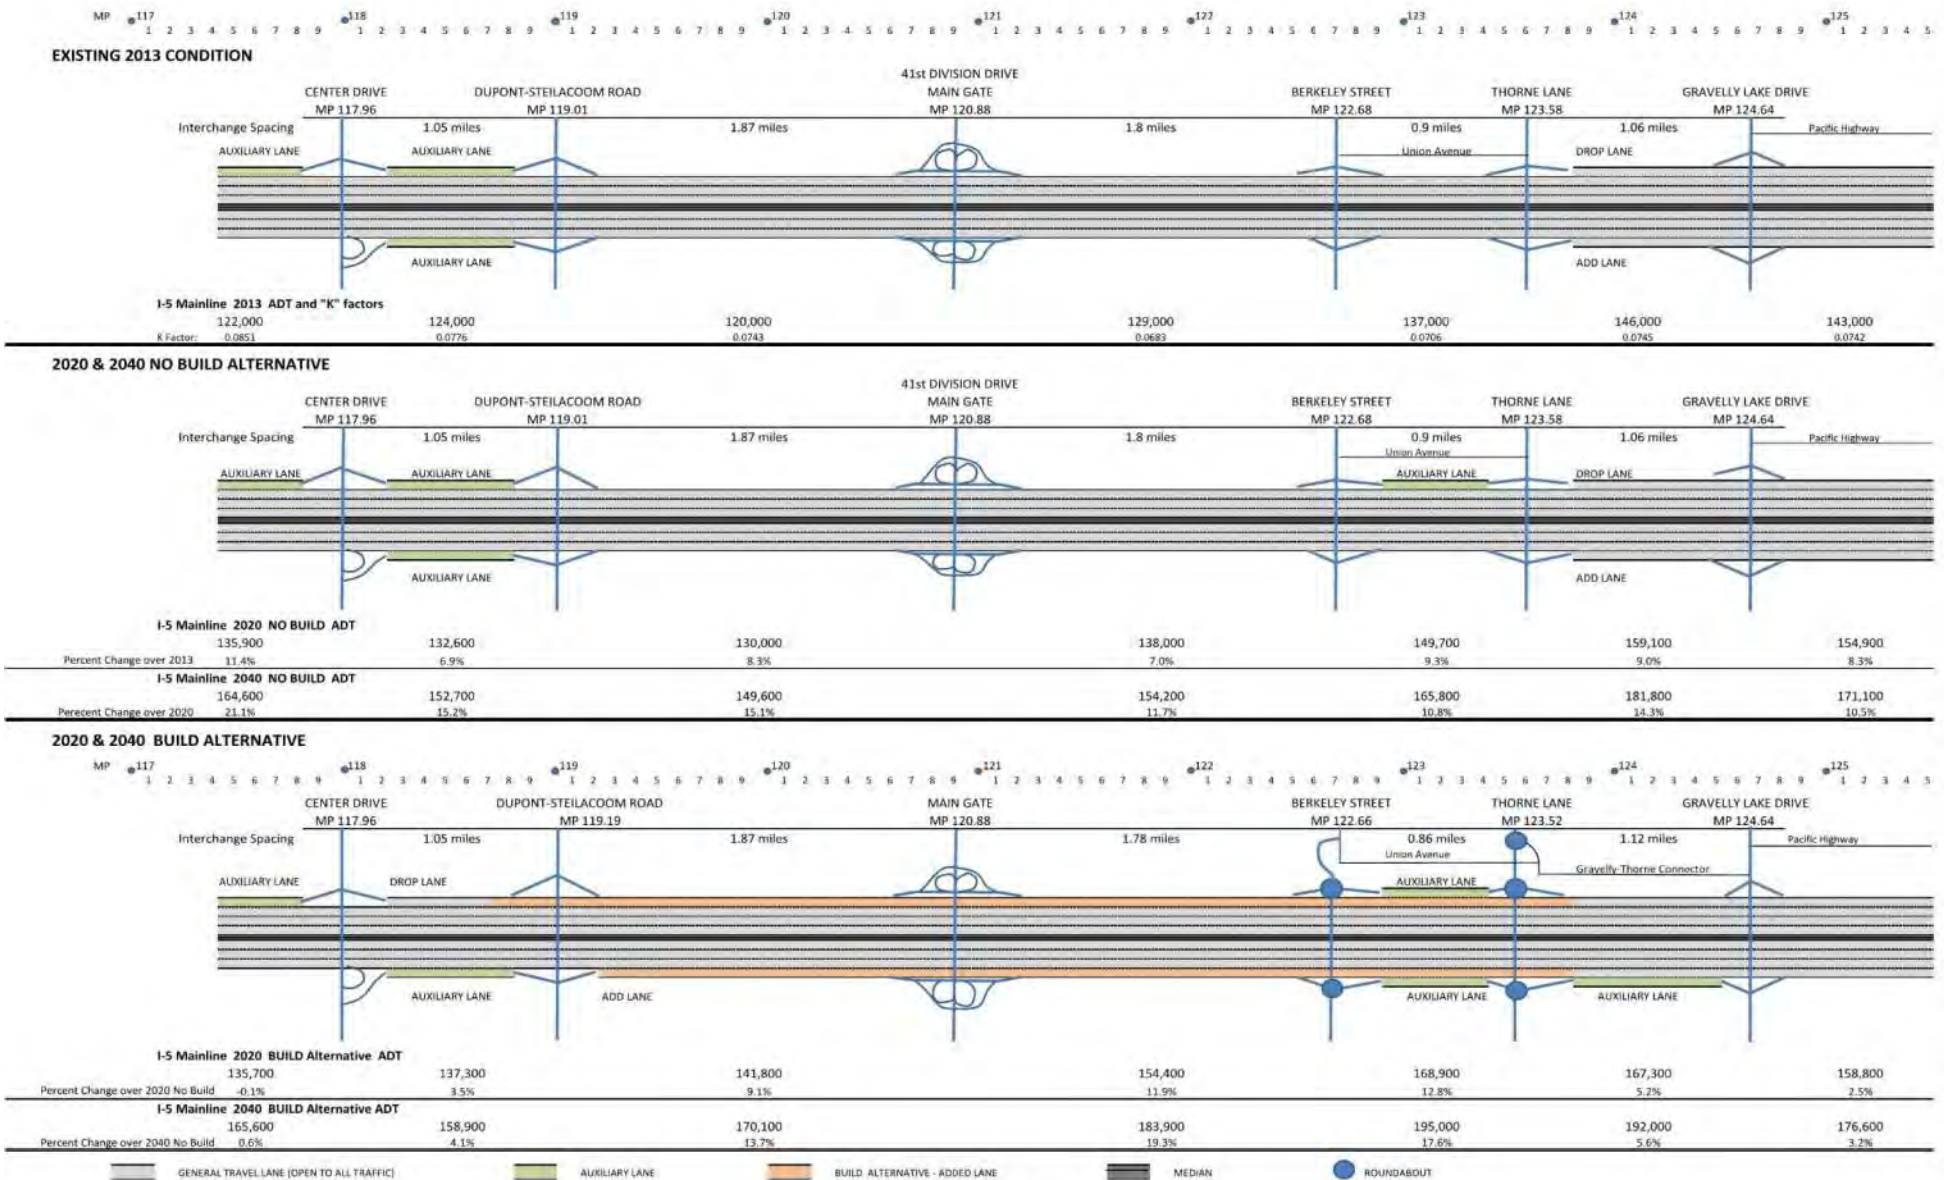 MP 117 118 119 120 121 122 123 124 125
1 2 3 4 5 6 7 8 9 1 2 3 4 5 6 7 8 9 1 2 3 4 5 6 7 8 9 1 2 3 4 5 6 7 8 9 1 2 3 4 5 6 7 8 9 1 2 3 4 5 6 7 8 9 1 2 3 4 5 6 7 8 9 1 2 3 4 5 6 7 8 9 1 2 3 4 5
EXISTING 2013 CONDITION
41st DIVISION DRIVE
CENTER DRIVE DUPONT-STEILACOOM ROAD MAIN GATE BERKELEY STREET THORNE LANE GRAVELLY LAKE DRIVE
MP 117.96 MP 119.01 MP 120.88 MP 122.68 MP 123.58 MP 124.64
Interchange Spacing 1.05 miles 1.87 miles 1.8 miles 0.9 miles 1.06 miles Pacific Highway
AUXILIARY LANE AUXILIARY LANE Union Avenue DROP LANE
AUXILIARY LANE ADD LANE
I-5 Mainline 2013 ADT and "K" factors
122,000 124,000 120,000 129,000 137,000 146,000 143,000
K Factor: 0.0851 0.0776 0.0743 0.0683 0.0706 0.0745 0.0742
2020 & 2040 NO BUILD ALTERNATIVE
41st DIVISION DRIVE
CENTER DRIVE DUPONT-STEILACOOM ROAD MAIN GATE BERKELEY STREET THORNE LANE GRAVELLY LAKE DRIVE
MP 117.96 MP 119.01 MP 120.88 MP 122.68 MP 123.58 MP 124.64
Interchange Spacing 1.05 miles 1.87 miles 1.8 miles 0.9 miles 1.06 miles Pacific Highway
Union Avenue
AUXILIARY LANE AUXILIARY LANE AUXILIARY LANE DROP LANE
AUXILIARY LANE ADD LANE
I-5 Mainline 2020 NO BUILD ADT
135,900 132,600 130,000 138,000 149,700 159,100 154,900
Percent Change over 2013 11.4% 6.9% 8.3% 7.0% 9.3% 9.0% 8.3%
I-5 Mainline 2040 NO BUILD ADT
164,600 152,700 149,600 154,200 165,800 181,800 171,100
Perecent Change over 2020 21.1% 15.2% 15.1% 11.7% 10.8% 14.3% 10.5%
2020 & 2040 BUILD ALTERNATIVE
MP 117 118 119 120 121 122 123 124 125
1 2 3 4 5 6 7 8 9 1 2 3 4 5 6 7 8 9 1 2 3 4 5 6 7 8 9 1 2 3 4 5 6 7 8 9 1 2 3 4 5 6 7 8 9 1 2 3 4 5 6 7 8 9 1 2 3 4 5 6 7 8 9 1 2 3 4 5 6 7 8 9 1 2 3 4 5
CENTER DRIVE DUPONT-STEILACOOM ROAD MAIN GATE BERKELEY STREET THORNE LANE GRAVELLY LAKE DRIVE
MP 117.96 MP 119.19 MP 120.88 MP 122.66 MP 123.52 MP 124.64
Interchange Spacing 1.05 miles 1.87 miles 1.78 miles 0.86 miles 1.12 miles Pacific Highway
Union Avenue
Gravelly-Thorne Connector
AUXILIARY LANE DROP LANE AUXILIARY LANE
AUXILIARY LANE ADD LANE AUXILIARY LANE AUXILIARY LANE
I-5 Mainline 2020 BUILD Alternative ADT
135,700 137,300 141,800 154,400 168,900 167,300 158,800
Percent Change over 2020 No Build -0.1% 3.5% 9.1% 11.9% 12.8% 5.2% 2.5%
I-5 Mainline 2040 BUILD Alternative ADT
165,600 158,900 170,100 183,900 195,000 192,000 176,600
Percent Change over 2040 No Build 0.6% 4.1% 13.7% 19.3% 17.6% 5.6% 3.2%
GENERAL TRAVEL LANE (OPEN TO ALL TRAFFIC) AUXILIARY LANE BUILD ALTERNATIVE - ADDED LANE MEDIAN ROUNDABOUT